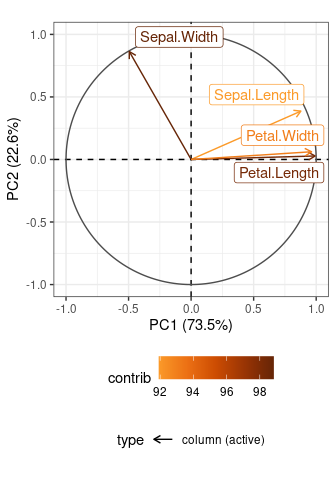 1.0
Sepal.Width
Sepal.Length
0.5
Petal.Width
0.0
Petal.Length
-0.5
-1.0
PC2 (22.6%)
-1.0 -0.5 0.0 0.5 1.0
PC1 (73.5%)
contrib
92 94 96 98
type column (active)